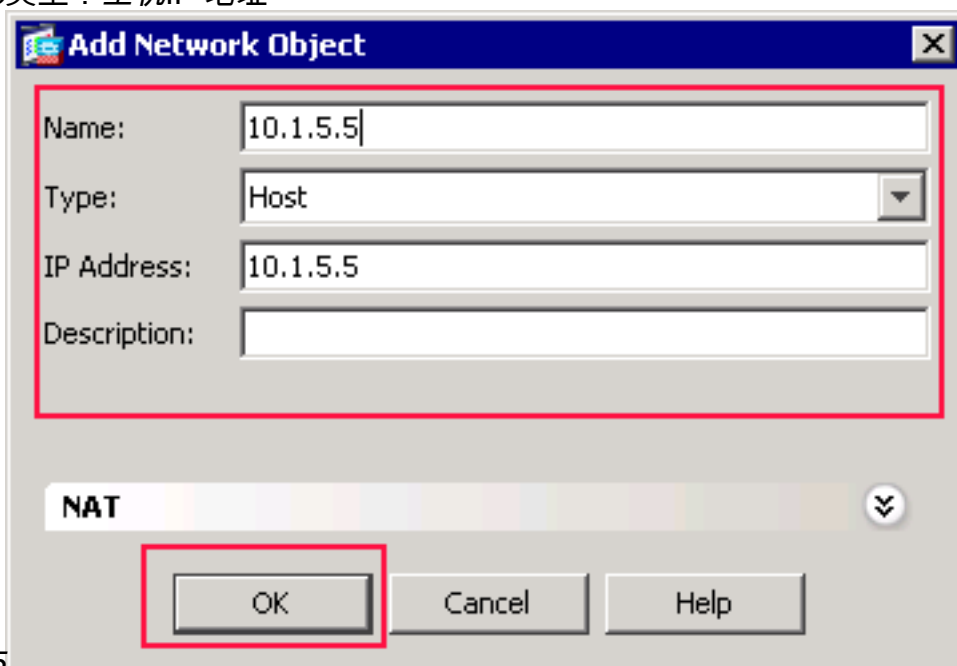 Add Network Object
Name: 10.1.5.5
Type: Host
IP Address: 10.1.5.5
Description:
NAT
OK Cancel Help